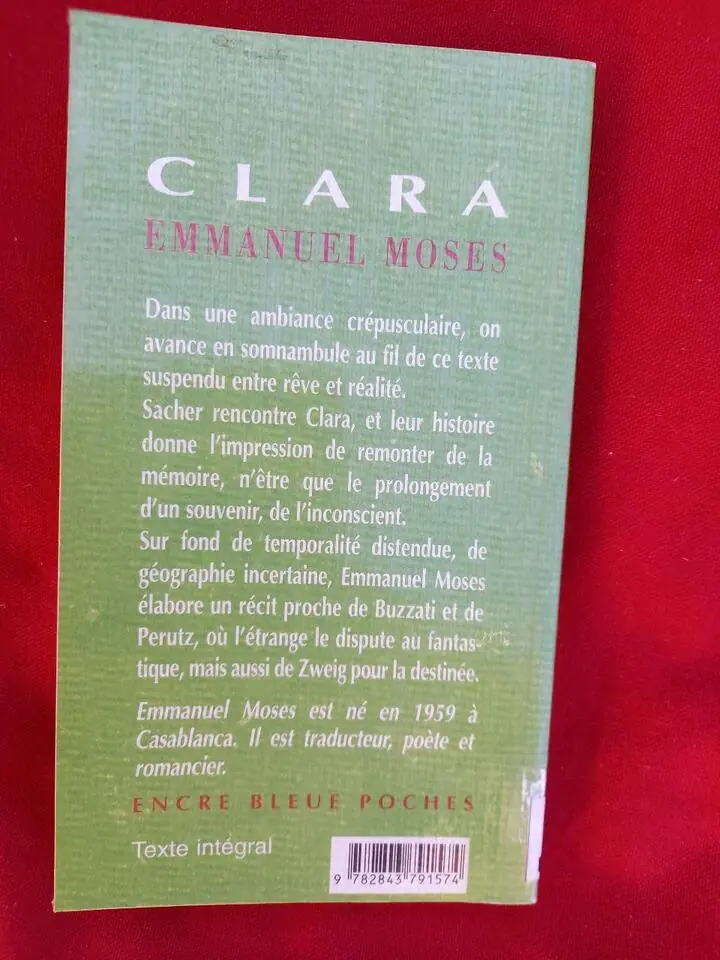 CLARA
EMMANUEL MOSES
Dans une ambiance crépusculaire, on
avance en somnambule au fil de ce texte
suspendu entre rêve et réalité.
Sacher rencontre Clara, et leur histoire
donne l'impression de remonter de la
mémoire, n'être que le prolongement
d'un souvenir, de l'inconscient.
Sur fond de temporalité distendue, de
géographie incertaine, Emmanuel Moses
élabore un récit proche de Buzzati et de
Perutz, où l'étrange le dispute au fantas-
tique, mais aussi de Zweig pour la destinée.
Emmanuel Moses est né en 1959 à
Casablanca. Il est traducteur, poète et
romancier.
ENCRE BLEUE POCHES
Texte intégral
9 782843 791574